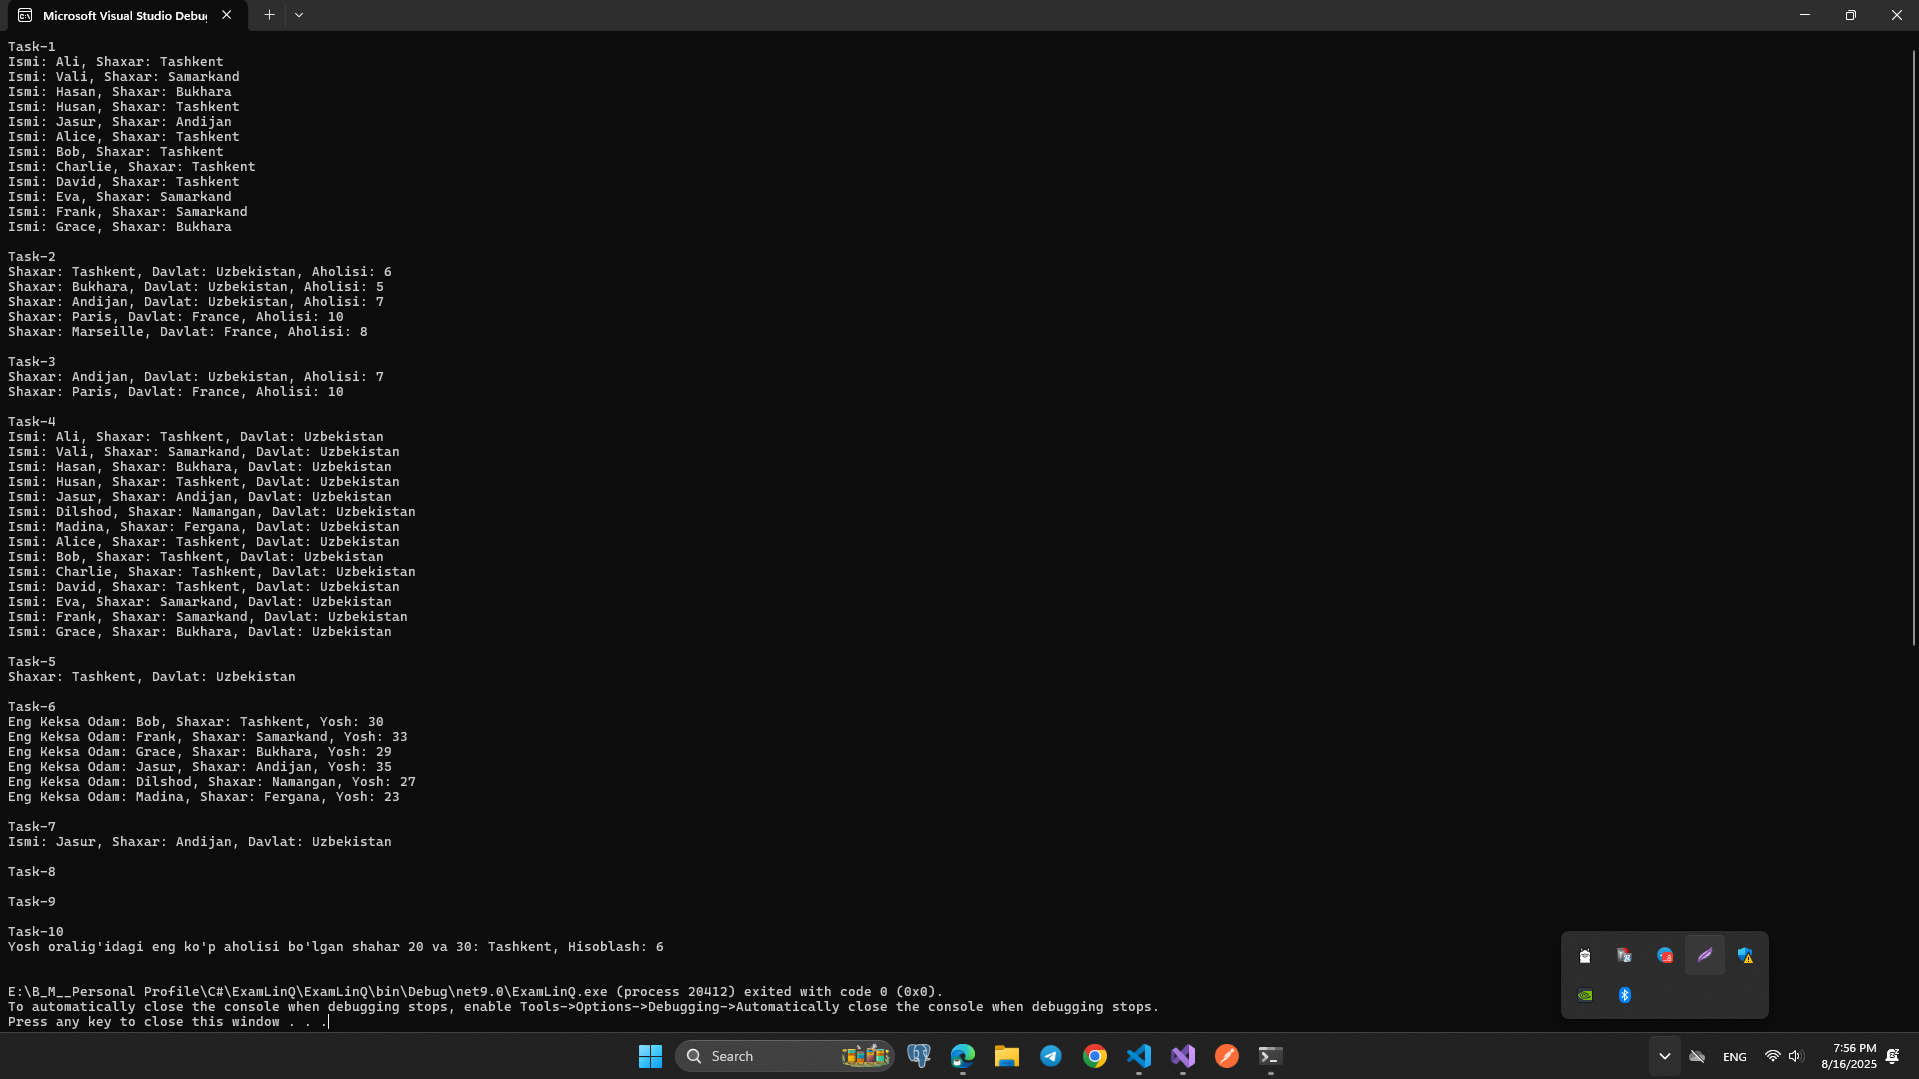 Microsoft Visual Studio Debug
Task-1
Ismi: Ali, Shaxar: Tashkent
Ismi: Vali, Shaxar: Samarkand
Ismi: Hasan, Shaxar: Bukhara
Ismi: Husan, Shaxar: Tashkent
Ismi: Jasur, Shaxar: Andijan
Ismi: Alice, Shaxar: Tashkent
Ismi: Bob, Shaxar: Tashkent
Ismi: Charlie, Shaxar: Tashkent
Ismi: David, Shaxar: Tashkent
Ismi: Eva, Shaxar: Samarkand
Ismi: Frank, Shaxar: Samarkand
Ismi: Grace, Shaxar: Bukhara
Task-2
Shaxar: Tashkent, Davlat: Uzbekistan, Aholisi: 6
Shaxar: Bukhara, Davlat: Uzbekistan, Aholisi: 5
Shaxar: Andijan, Davlat: Uzbekistan, Aholisi: 7
Shaxar: Paris, Davlat: France, Aholisi: 10
Shaxar: Marseille, Davlat: France, Aholisi: 8
Task-3
Shaxar: Andijan, Davlat: Uzbekistan, Aholisi: 7
Shaxar: Paris, Davlat: France, Aholisi: 10
Task-4
Ismi: Ali, Shaxar: Tashkent, Davlat: Uzbekistan
Ismi: Vali, Shaxar: Samarkand, Davlat: Uzbekistan
Ismi: Hasan, Shaxar: Bukhara, Davlat: Uzbekistan
Ismi: Husan, Shaxar: Tashkent, Davlat: Uzbekistan
Ismi: Jasur, Shaxar: Andijan, Davlat: Uzbekistan
Ismi: Dilshod, Shaxar: Namangan, Davlat: Uzbekistan
Ismi: Madina, Shaxar: Fergana, Davlat: Uzbekistan
Ismi: Alice, Shaxar: Tashkent, Davlat: Uzbekistan
Ismi: Bob, Shaxar: Tashkent, Davlat: Uzbekistan
Ismi: Charlie, Shaxar: Tashkent, Davlat: Uzbekistan
Ismi: David, Shaxar: Tashkent, Davlat: Uzbekistan
Ismi: Eva, Shaxar: Samarkand, Davlat: Uzbekistan
Ismi: Frank, Shaxar: Samarkand, Davlat: Uzbekistan
Ismi: Grace, Shaxar: Bukhara, Davlat: Uzbekistan
Task-5
Shaxar: Tashkent, Davlat: Uzbekistan
Task-6
Eng Keksa Odam: Bob, Shaxar: Tashkent, Yosh: 30
Eng Keksa Odam: Frank, Shaxar: Samarkand, Yosh: 33
Eng Keksa Odam: Grace, Shaxar: Bukhara, Yosh: 29
Eng Keksa Odam: Jasur, Shaxar: Andijan, Yosh: 35
Eng Keksa Odam: Dilshod, Shaxar: Namangan, Yosh: 27
Eng Keksa Odam: Madina, Shaxar: Fergana, Yosh: 23
Task-7
Ismi: Jasur, Shaxar: Andijan, Davlat: Uzbekistan
Task-8
Task-9
Task-10
Yosh oralig'idagi eng ko'p aholisi bo'lgan shahar 20 va 30: Tashkent, Hisoblash: 6
E:\B_M__Personal Profile\C#\ExamLinQ\ExamLinQ\bin\Debug\net9.0\ExamLinQ.exe (process 20412) exited with code 0 (0x0).
To automatically close the console when debugging stops, enable Tools->Options->Debugging->Automatically close the console when debugging stops.
Press any key to close this window . . .
Search
ENG
7:56 PM
8/16/2025